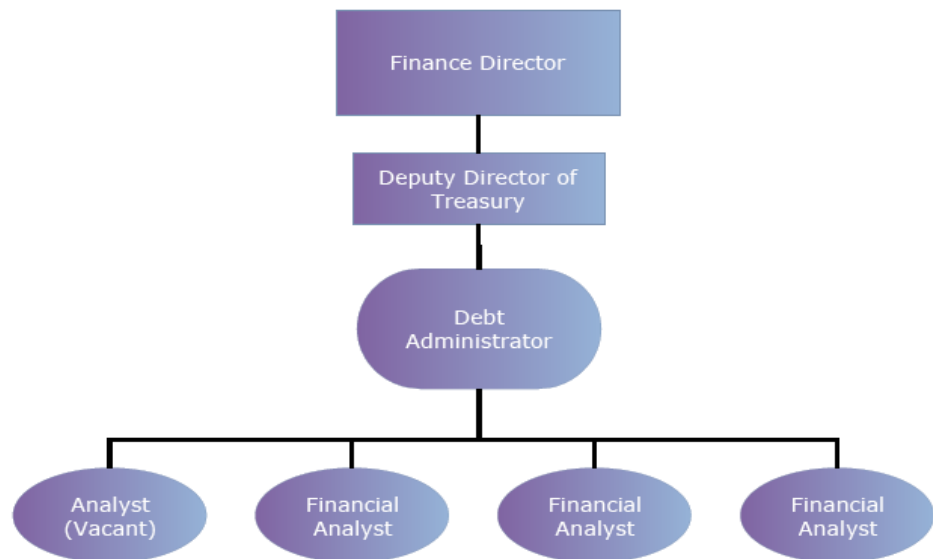 Finance Director
Deputy Director of
Treasury
Debt
Administrator
Analyst
(Vacant)
Financial
Analyst
Financial
Analyst
Financial
Analyst